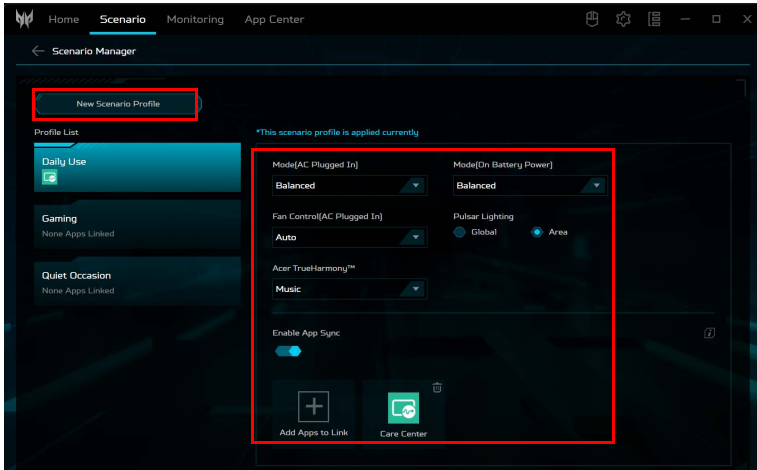 Home Scenario Monitoring App Center
Scenario Manager
New Scenario Profile
Profile List
*This scenario profile is applied currently
Daily Use
Gaming
None Apps Linked
Quiet Occasion
None Apps Linked
Mode(AC Plugged In) Mode(On Battery Power)
Balanced Balanced
Fan Control(AC Plugged In) Pulsar Lighting
Auto Global Area
Acer TrueHarmony™
Music
Enable App Sync
Add Apps to Link Care Center